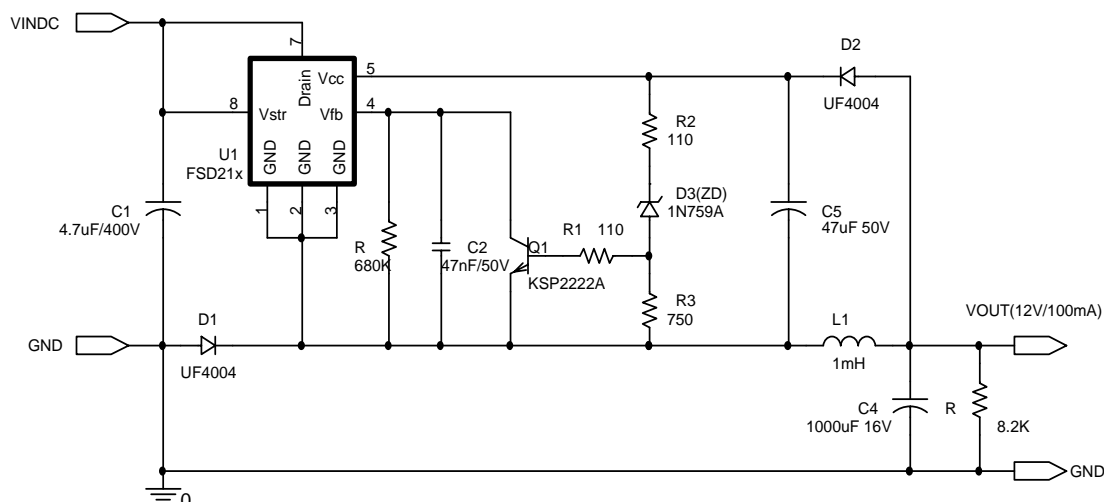 VINDC
7
D2
Drain
Vcc
5
UF4004
8
Vstr
Vfb
4
R2
110
U1
FSD21x
GND
GND
GND
D3(ZD)
1N759A
C1
4.7uF/400V
1
2
3
C5
47uF 50V
R1
110
R
680K
C2
47nF/50V
Q1
KSP2222A
R3
750
VOUT(12V/100mA)
D1
L1
GND
UF4004
1mH
C4
1000uF 16V
R
8.2K
GND
0